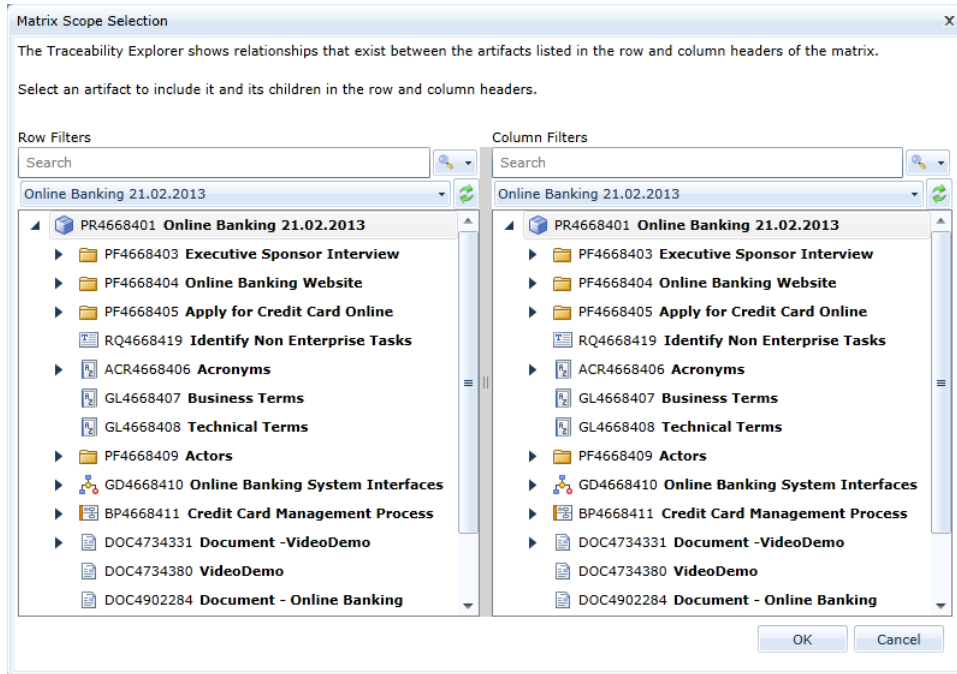 Matrix Scope Selection
x
The Traceability Explorer shows relationships that exist between the artifacts listed in the row and column headers of the matrix.
Select an artifact to include it and its children in the row and column headers.
Row Filters
Search
Online Banking 21.02.2013
PR4668401 Online Banking 21.02.2013
PF4668403 Executive Sponsor Interview
PF4668404 Online Banking Website
PF4668405 Apply for Credit Card Online
RQ4668419 Identify Non Enterprise Tasks
ACR4668406 Acronyms
GL4668407 Business Terms
GL4668408 Technical Terms
PF4668409 Actors
GD4668410 Online Banking System Interfaces
BP4668411 Credit Card Management Process
DOC4734331 Document -VideoDemo
DOC4734380 VideoDemo
DOC4902284 Document - Online Banking
Column Filters
Search
Online Banking 21.02.2013
PR4668401 Online Banking 21.02.2013
PF4668403 Executive Sponsor Interview
PF4668404 Online Banking Website
PF4668405 Apply for Credit Card Online
RQ4668419 Identify Non Enterprise Tasks
ACR4668406 Acronyms
GL4668407 Business Terms
GL4668408 Technical Terms
PF4668409 Actors
GD4668410 Online Banking System Interfaces
BP4668411 Credit Card Management Process
DOC4734331 Document -VideoDemo
DOC4734380 VideoDemo
DOC4902284 Document - Online Banking
OK
Cancel